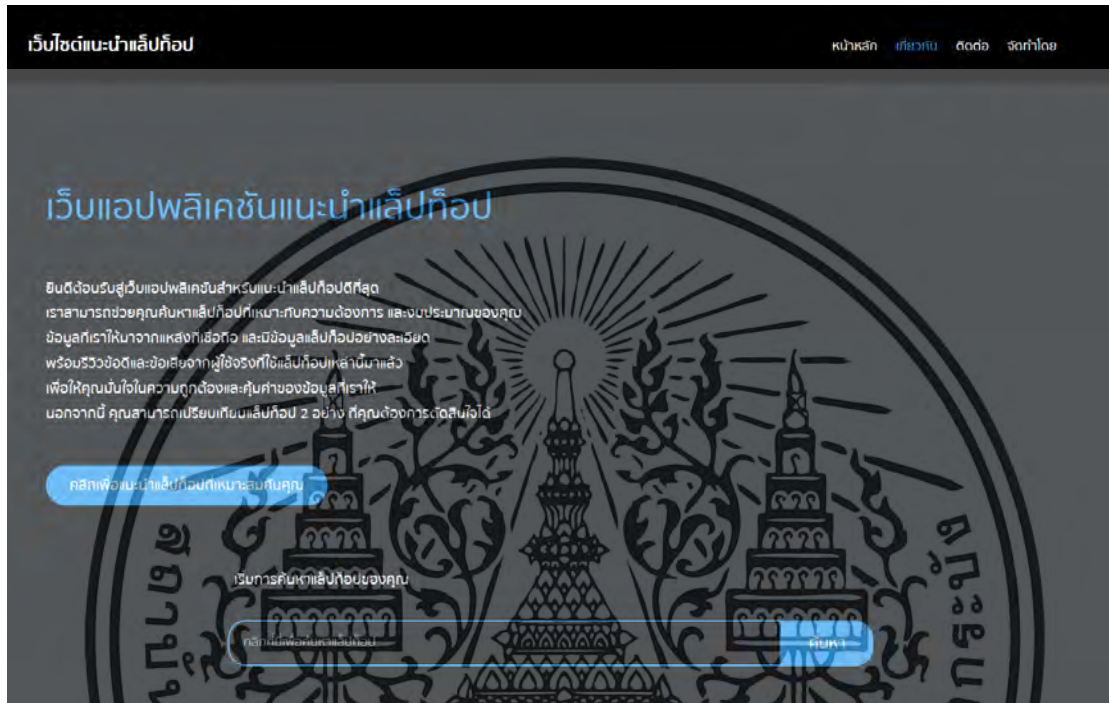 เว็บไซต์แนะนำแล็ปท็อป
หน้าหลัก เกี่ยวกับ ติดต่อ จัดทำโดย
เว็บแอปพลิเคชันแนะนำแล็ปท็อป
ยินดีต้อนรับสู่เว็บแอปพลิเคชันสำหรับแนะนำแล็ปท็อปดีที่สุด
เราสามารถช่วยคุณค้นหาแล็ปท็อปที่เหมาะกับความต้องการ และงบประมาณของคุณ
ข้อมูลที่เราให้มาจากแหล่งที่เชื่อถือ และมีข้อมูลแล็ปท็อปอย่างละเอียด
พร้อมรีวิวข้อดีและข้อเสียจากผู้ใช้จริงที่ใช้แล็ปท็อปเหล่านี้มาแล้ว
เพื่อให้คุณมั่นใจในความถูกต้องและคุ้มค่าของข้อมูลที่เราให้
นอกจากนี้ คุณสามารถเปรียบเทียบแล็ปท็อป 2 อย่าง ที่คุณต้องการตัดสินใจได้
คลิกเพื่อแนะนำแล็ปท็อปที่เหมาะสมกับคุณ
เริ่มการค้นหาแล็ปท็อปของคุณ
คลิกที่นี่เพื่อค้นหาแล็ปท็อป
ค้นหา